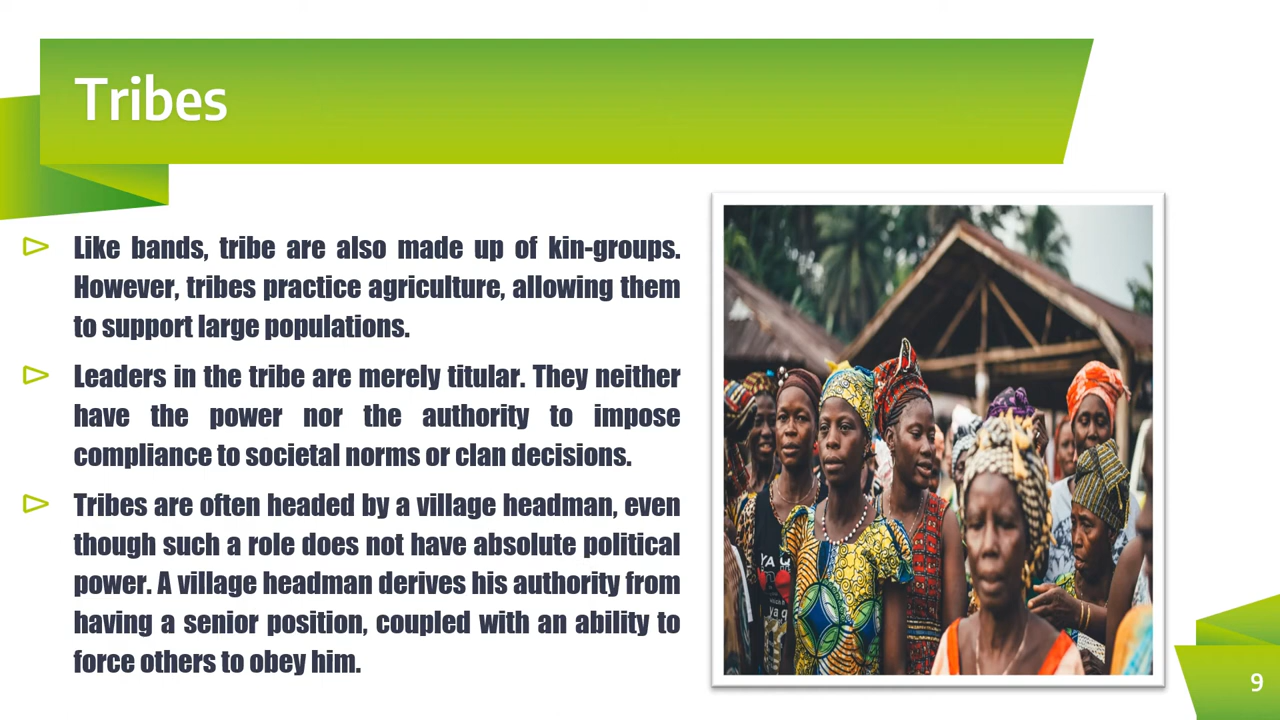 Tribes
Like bands, tribe are also made up of kin-groups.
However, tribes practice agriculture, allowing them
to support large populations.
Leaders in the tribe are merely titular. They neither
have the power nor the authority to impose
compliance to societal norms or clan decisions.
Tribes are often headed by a village headman, even
though such a role does not have absolute political
power. A village headman derives his authority from
having a senior position, coupled with an ability to
force others to obey him.
9